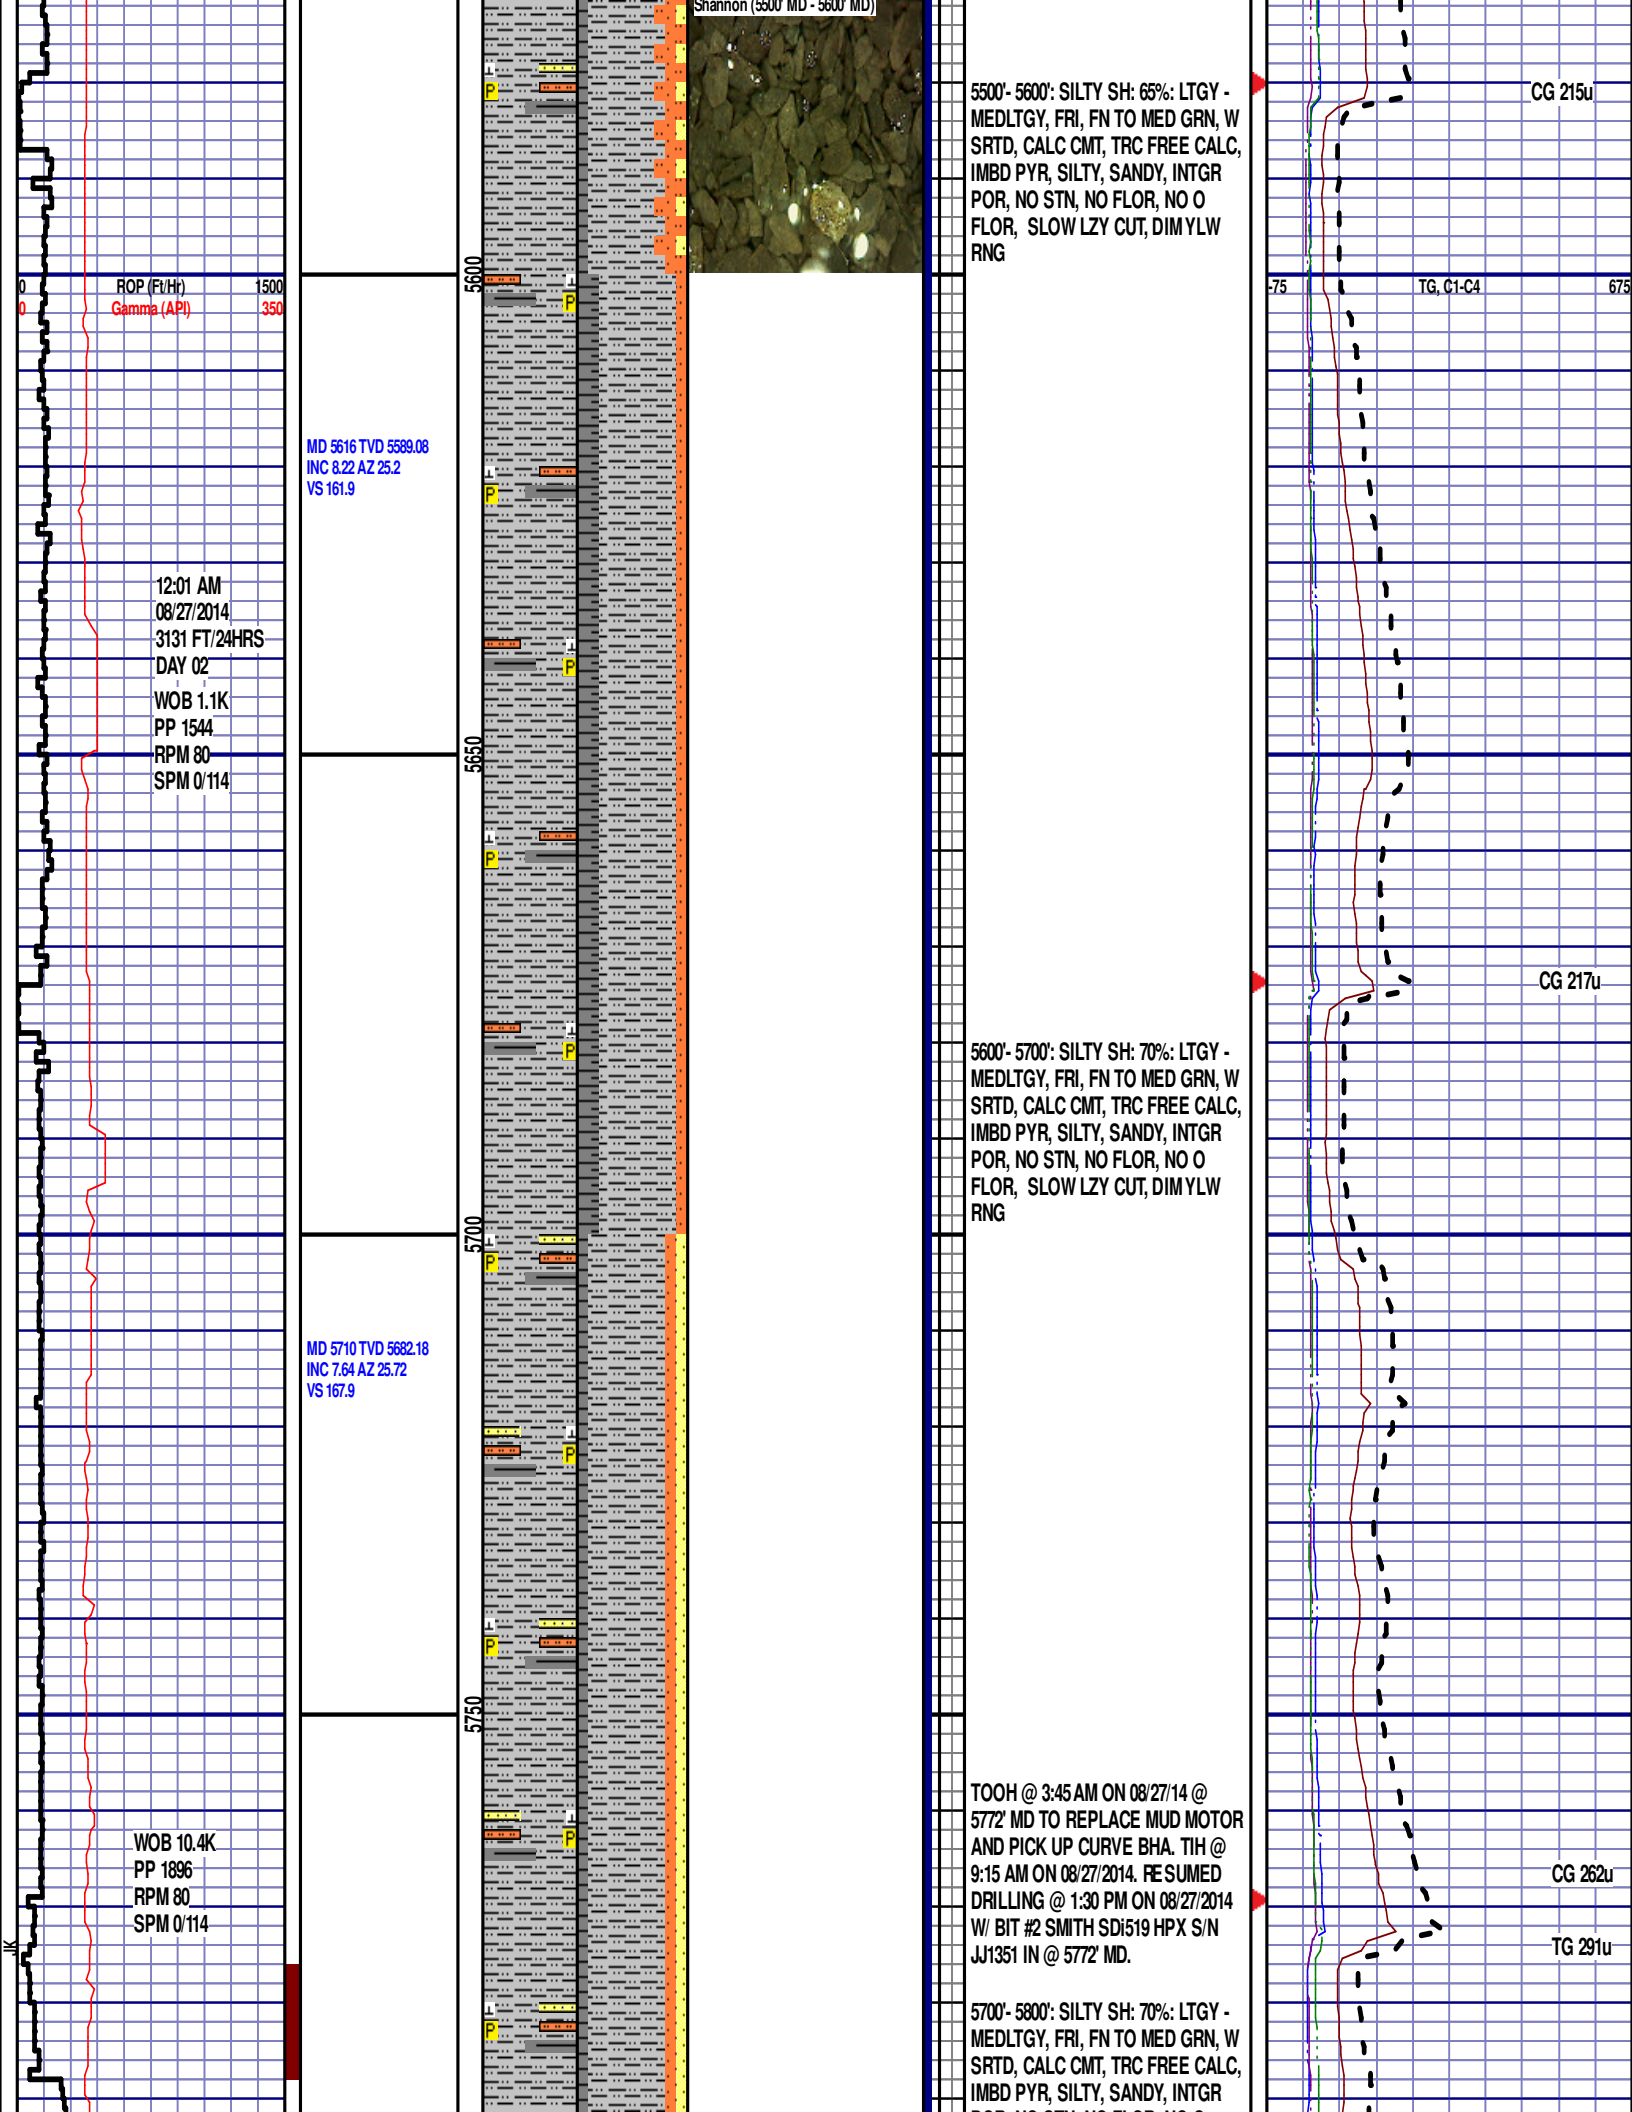 Shannon (5500' MD - 5600' MD)
5500'- 5600': SILTY SH: 65%: LTGY -
MEDLTGY, FRI, FN TO MED GRN, W
SRTD, CALC CMT, TRC FREE CALC,
IMBD PYR, SILTY, SANDY, INTGR
POR, NO STN, NO FLOR, NO O
FLOR, SLOW LZY CUT, DIM YLW
RNG
CG 215u
5600
0 ROP (Ft/Hr) 1500
0 Gamma (API) 350
-75 TG, C1-C4 675
MD 5616 TVD 5589.08
INC 8.22 AZ 25.2
VS 161.9
12:01 AM
08/27/2014
3131 FT/24HRS
DAY 02
WOB 1.1K
PP 1544
RPM 80
SPM 0/114
5650
CG 217u
5600'- 5700': SILTY SH: 70%: LTGY -
MEDLTGY, FRI, FN TO MED GRN, W
SRTD, CALC CMT, TRC FREE CALC,
IMBD PYR, SILTY, SANDY, INTGR
POR, NO STN, NO FLOR, NO O
FLOR, SLOW LZY CUT, DIM YLW
RNG
5700
MD 5710 TVD 5682.18
INC 7.64 AZ 25.72
VS 167.9
5750
TOOH @ 3:45 AM ON 08/27/14 @
5772' MD TO REPLACE MUD MOTOR
AND PICK UP CURVE BHA. TIH @
9:15 AM ON 08/27/2014. RESUMED
DRILLING @ 1:30 PM ON 08/27/2014
W/ BIT #2 SMITH SDi519 HPX S/N
JJ1351 IN @ 5772' MD.
WOB 10.4K
PP 1896
RPM 80
SPM 0/114
CG 262u
TG 291u
JK
5700'- 5800': SILTY SH: 70%: LTGY -
MEDLTGY, FRI, FN TO MED GRN, W
SRTD, CALC CMT, TRC FREE CALC,
IMBD PYR, SILTY, SANDY, INTGR
POR, NO STN, NO FLOR, NO O
P
P
P
P
P
P
P
P
P
P